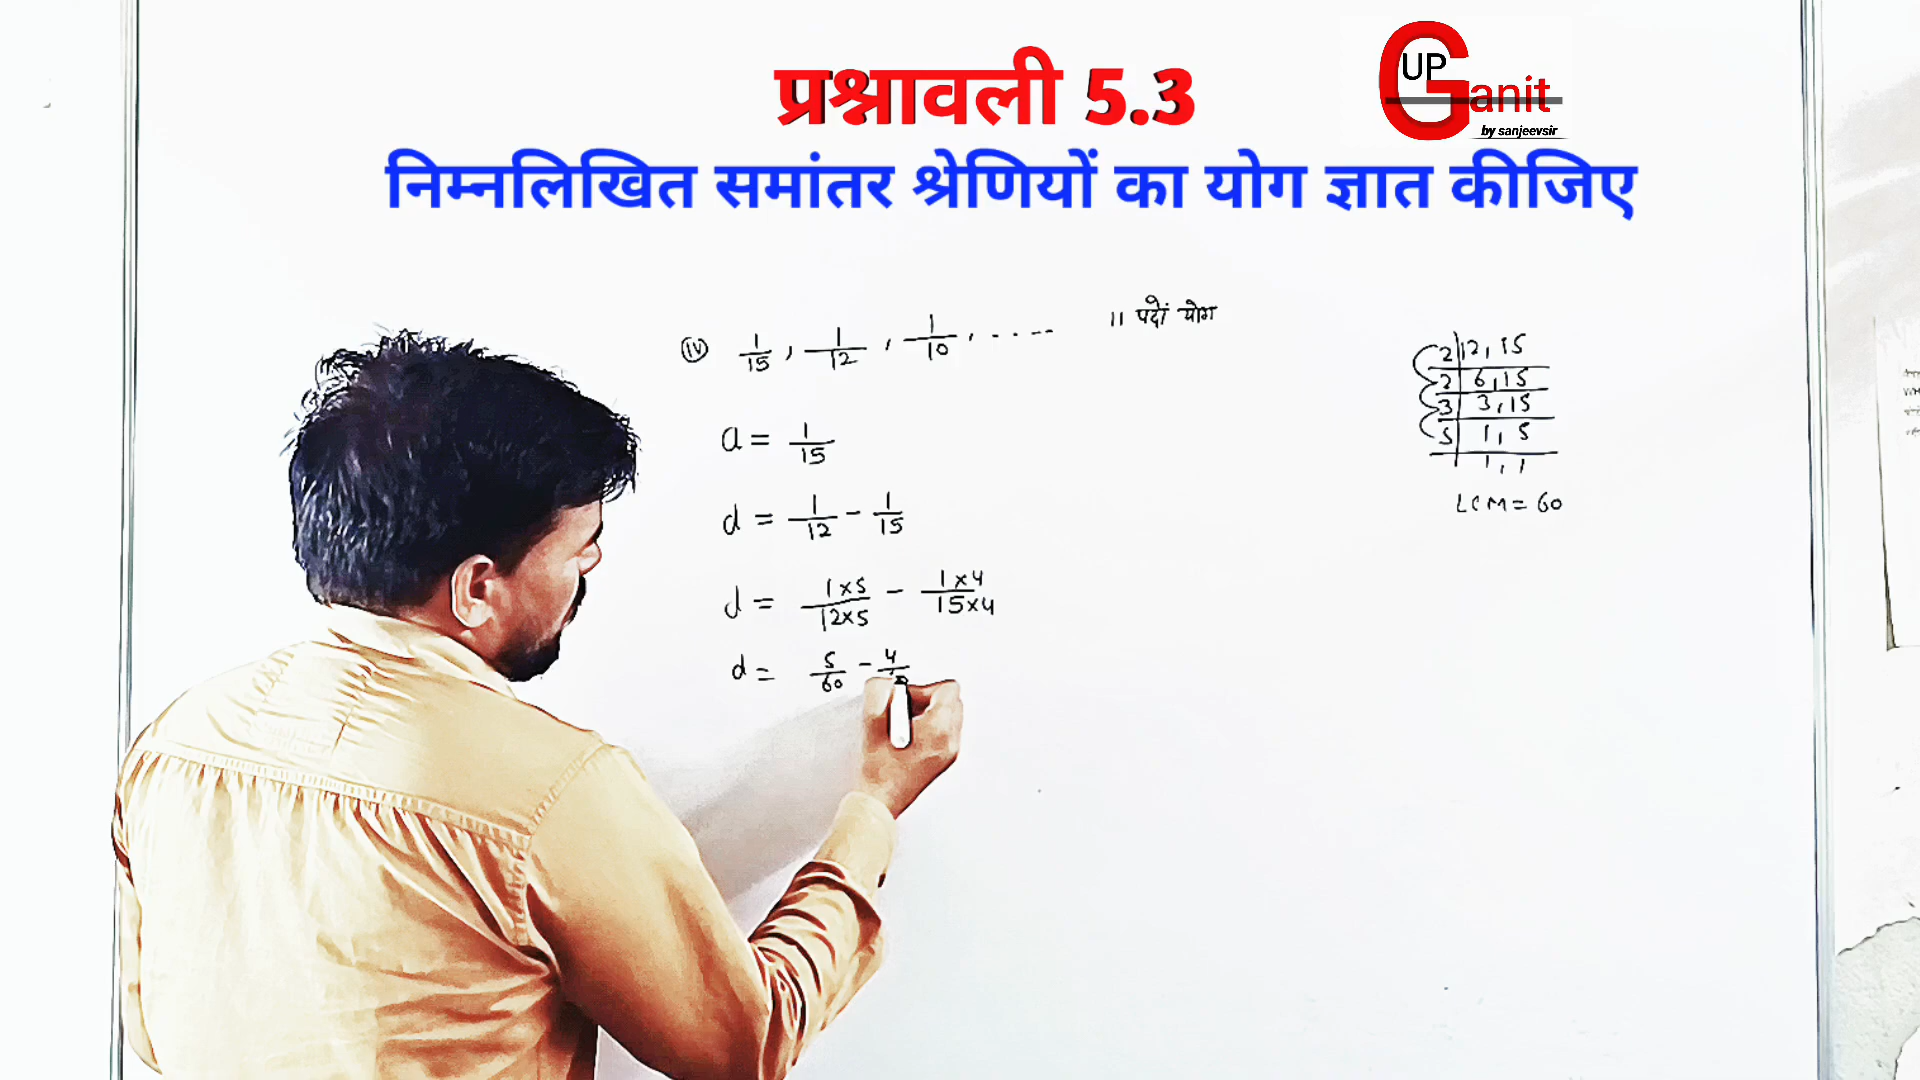 प्रश्नावली 5.3
UP Ganit
by sanjeevsir
निम्नलिखित समांतर श्रेणियों का योग ज्ञात कीजिए
(iv) 1/15, 1/12, 1/10, ..... 11 पदों योग
a = 1/15
d = 1/12 - 1/15
d = 1×5/12×5 - 1×4/15×4
d = 5/60 - 4/
2 | 12, 15
2 | 6, 15
3 | 3, 15
5 | 1, 5
1, 1
LCM = 60